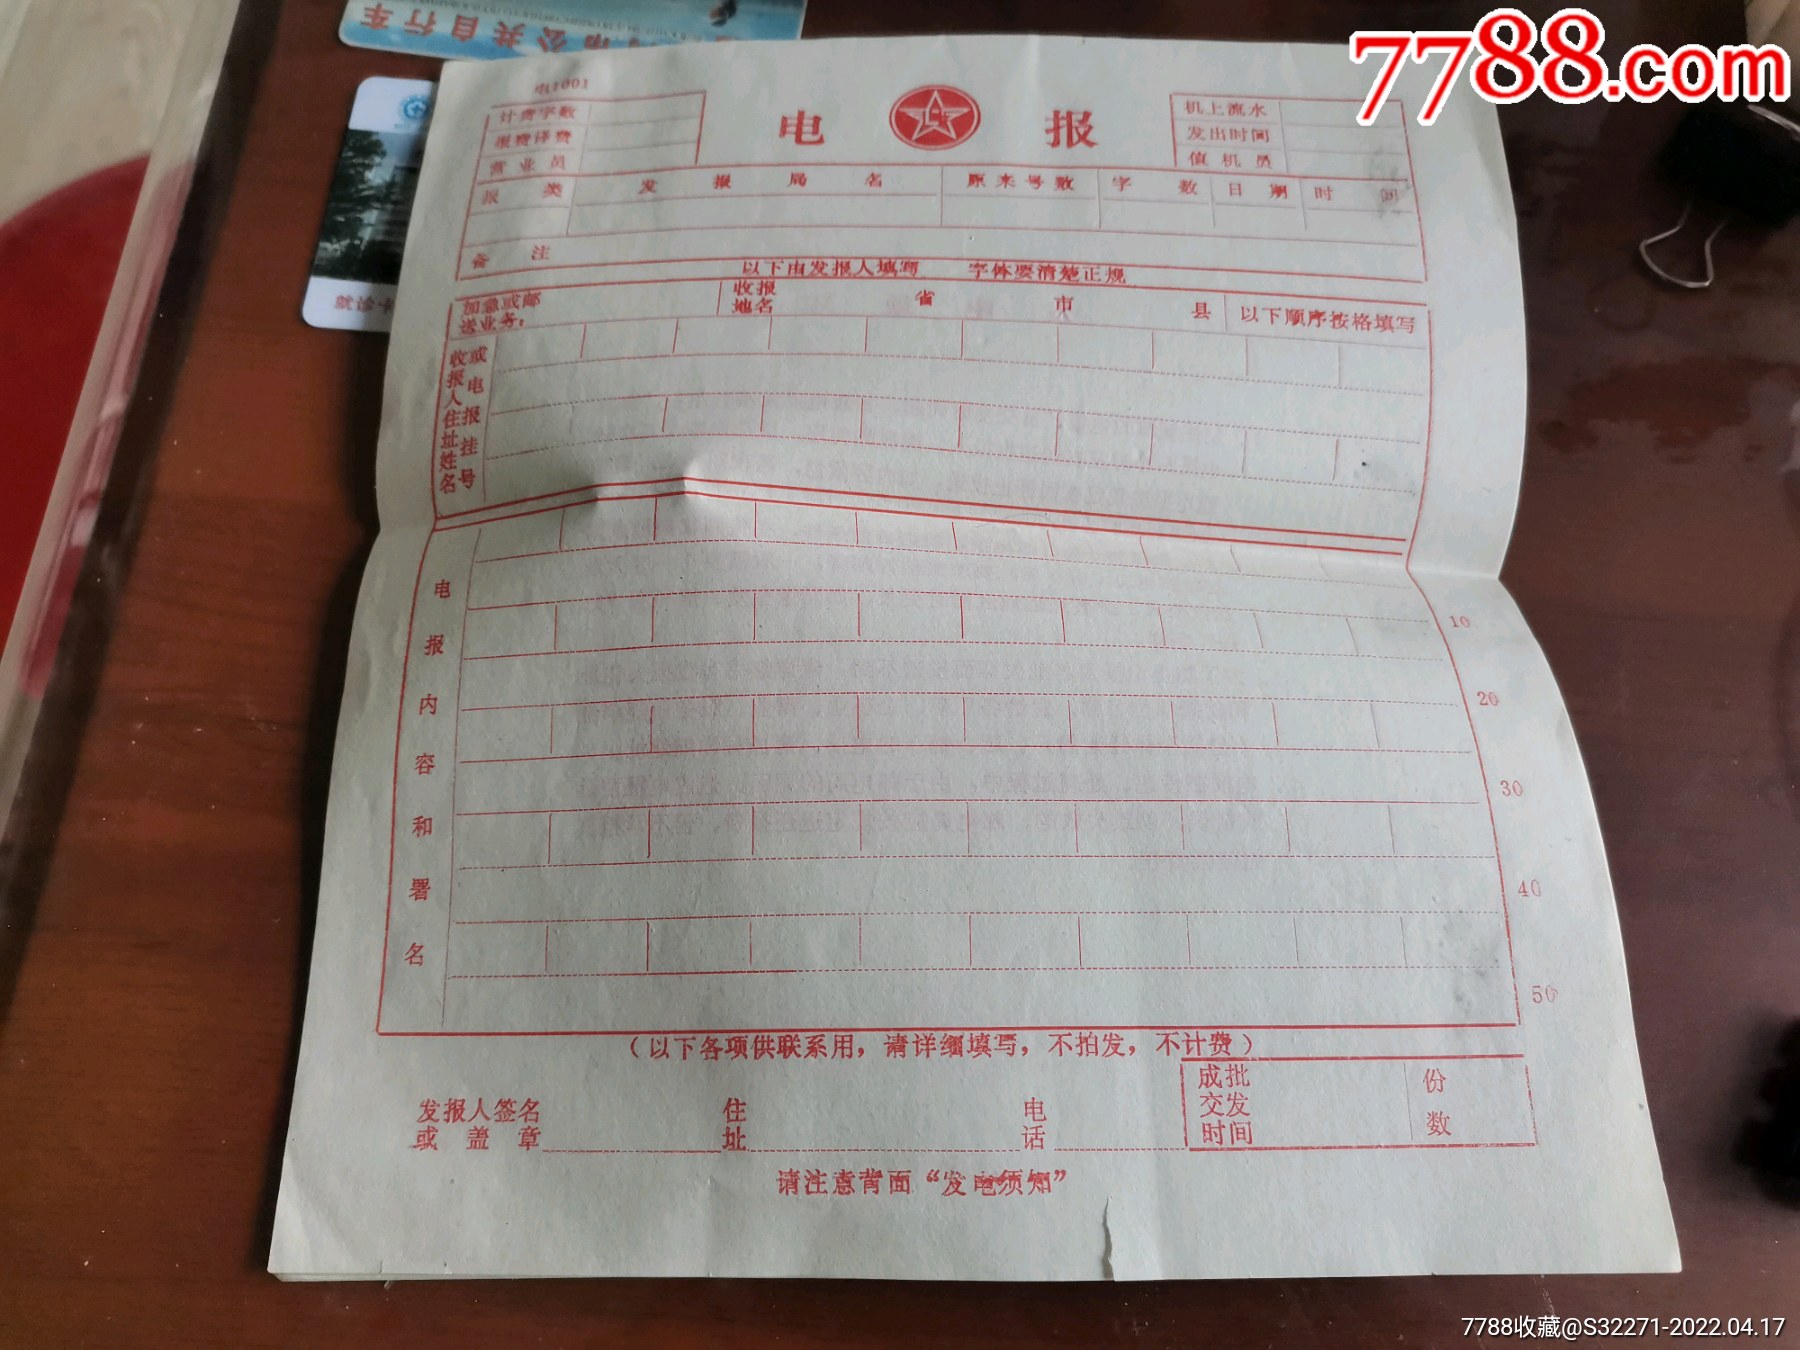 7788.com
公共自行车
就诊卡
电1001
计费字数
报费译费
营业员
电报
机上流水
发出时间
值机员
报类 发报局名 原来号数 字数 日期 时间
备注
以下由发报人填写 字体要清楚正规
加急或邮送业务：
收报地名 省 市 县 以下顺序按格填写
收报人住址姓名
或电报挂号
电报内容和署名
10
20
30
40
50
（以下各项供联系用，请详细填写，不拍发，不计费）
发报人签名或盖章 住址 电话
成批交发时间 份数
请注意背面“发电须知”
7788收藏@S32271-2022.04.17